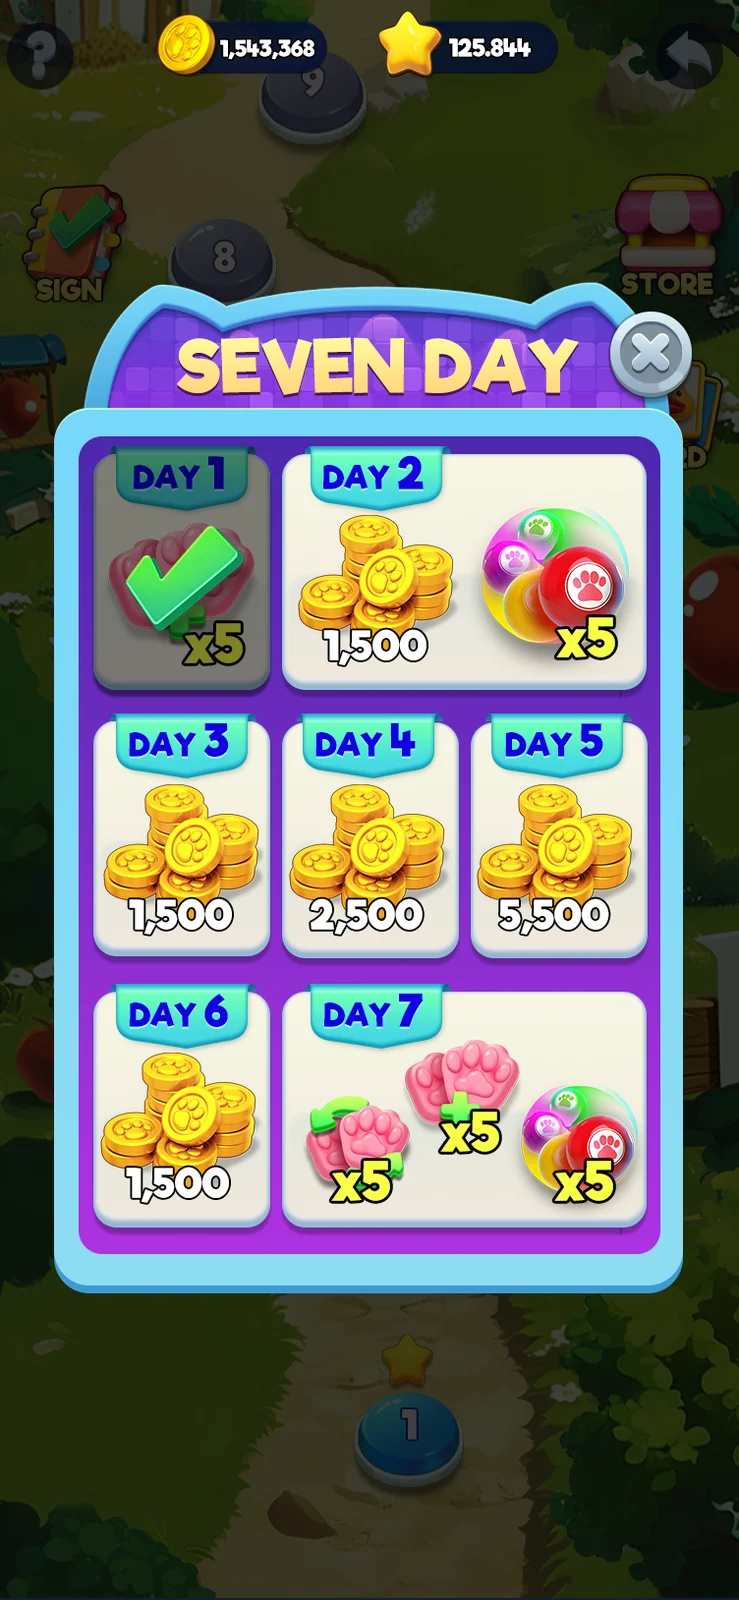 ?
1,543,368
125.844
9
8
SIGN
STORE
SEVEN DAY
DAY 1
DAY 2
x5
1,500
x5
DAY 3
DAY 4
DAY 5
1,500
2,500
5,500
DAY 6
DAY 7
x5
1,500
x5
x5
1